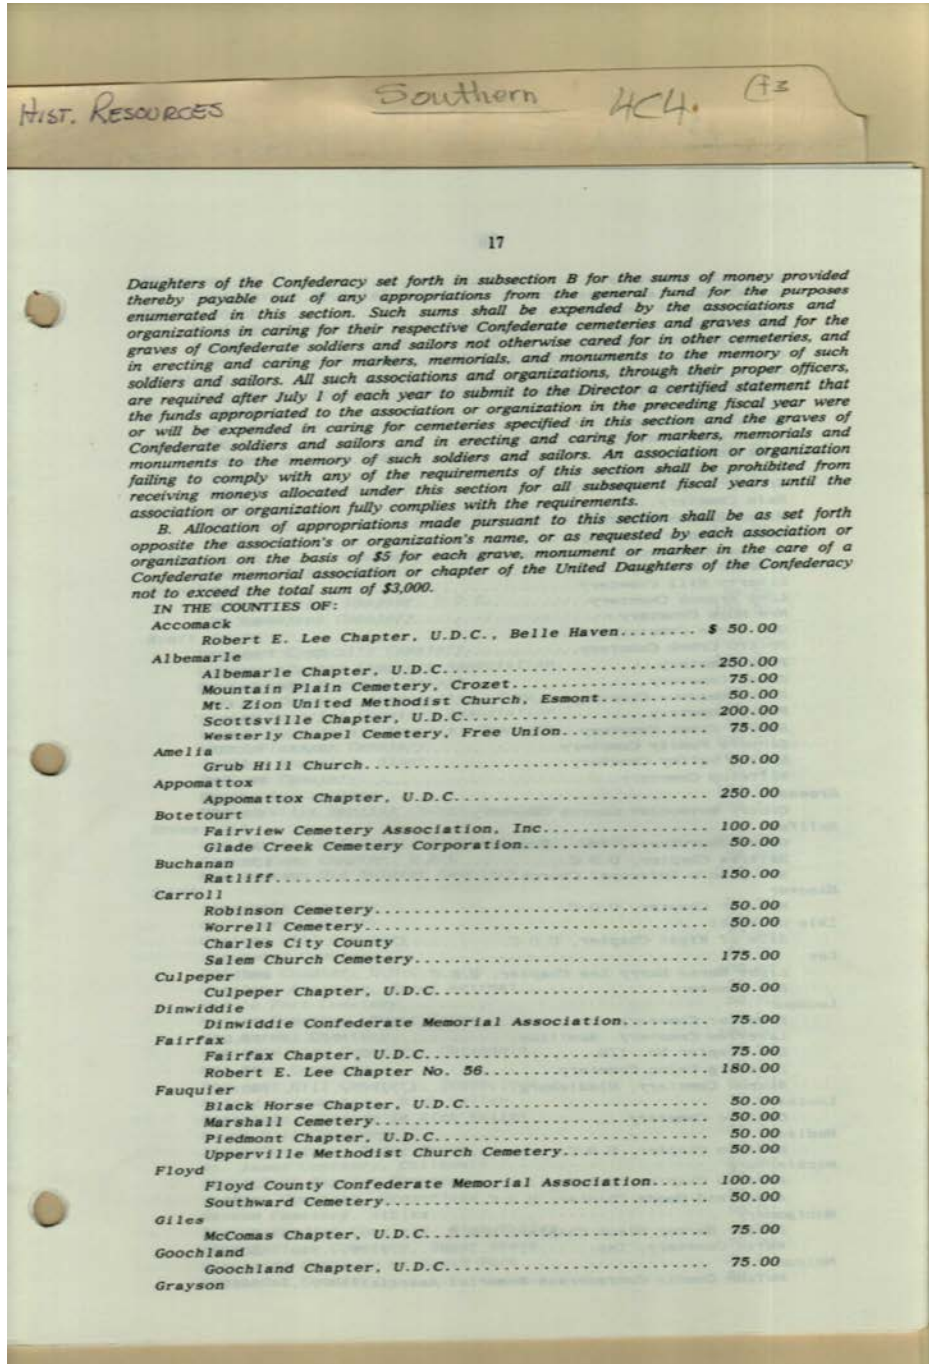 HIST. RESOURCES
Southern
4C4.
17
Daughters of the Confederacy set forth in subsection B for the sums of money provided
thereby payable out of any appropriations from the general fund for the purposes
enumerated in this section. Such sums shall be expended by the associations and
organizations in caring for their respective Confederate cemeteries and graves and for the
graves of Confederate soldiers and sailors not otherwise cared for in other cemeteries, and
in erecting and caring for markers, memorials, and monuments to the memory of such
soldiers and sailors. All such associations and organizations, through their proper officers,
are required after July 1 of each year to submit to the Director a certified statement that
the funds appropriated to the association or organization in the preceding fiscal year were
or will be expended in caring for cemeteries specified in this section and the graves of
Confederate soldiers and sailors and in erecting and caring for markers, memorials and
monuments to the memory of such soldiers and sailors. An association or organization
failing to comply with any of the requirements of this section shall be prohibited from
receiving moneys allocated under this section for all subsequent fiscal years until the
association or organization fully complies with the requirements.
B. Allocation of appropriations made pursuant to this section shall be as set forth
opposite the association's or organization's name, or as requested by each association or
organization on the basis of $5 for each grave, monument or marker in the care of a
Confederate memorial association or chapter of the United Daughters of the Confederacy
not to exceed the total sum of $3,000.
IN THE COUNTIES OF:
Accomack
Robert E. Lee Chapter, U.D.C., Belle Haven........ $ 50.00
Albemarle
Albemarle Chapter, U.D.C.......................... 250.00
Mountain Plain Cemetery, Crozet................... 75.00
Mt. Zion United Methodist Church, Esmont.......... 50.00
Scottsville Chapter, U.D.C........................ 200.00
Westerly Chapel Cemetery, Free Union.............. 75.00
Amelia
Grub Hill Church.................................. 50.00
Appomattox
Appomattox Chapter, U.D.C......................... 250.00
Botetourt
Fairview Cemetery Association, Inc................ 100.00
Glade Creek Cemetery Corporation.................. 50.00
Buchanan
Ratliff........................................... 150.00
Carroll
Robinson Cemetery................................. 50.00
Worrell Cemetery.................................. 50.00
Charles City County
Salem Church Cemetery............................. 175.00
Culpeper
Culpeper Chapter, U.D.C........................... 50.00
Dinwiddie
Dinwiddie Confederate Memorial Association......... 75.00
Fairfax
Fairfax Chapter, U.D.C............................ 75.00
Robert E. Lee Chapter No. 56...................... 180.00
Fauquier
Black Horse Chapter, U.D.C........................ 50.00
Marshall Cemetery................................. 50.00
Piedmont Chapter, U.D.C........................... 50.00
Upperville Methodist Church Cemetery.............. 50.00
Floyd
Floyd County Confederate Memorial Association...... 100.00
Southward Cemetery................................ 50.00
Giles
McComas Chapter, U.D.C............................ 75.00
Goochland
Goochland Chapter, U.D.C.......................... 75.00
Grayson